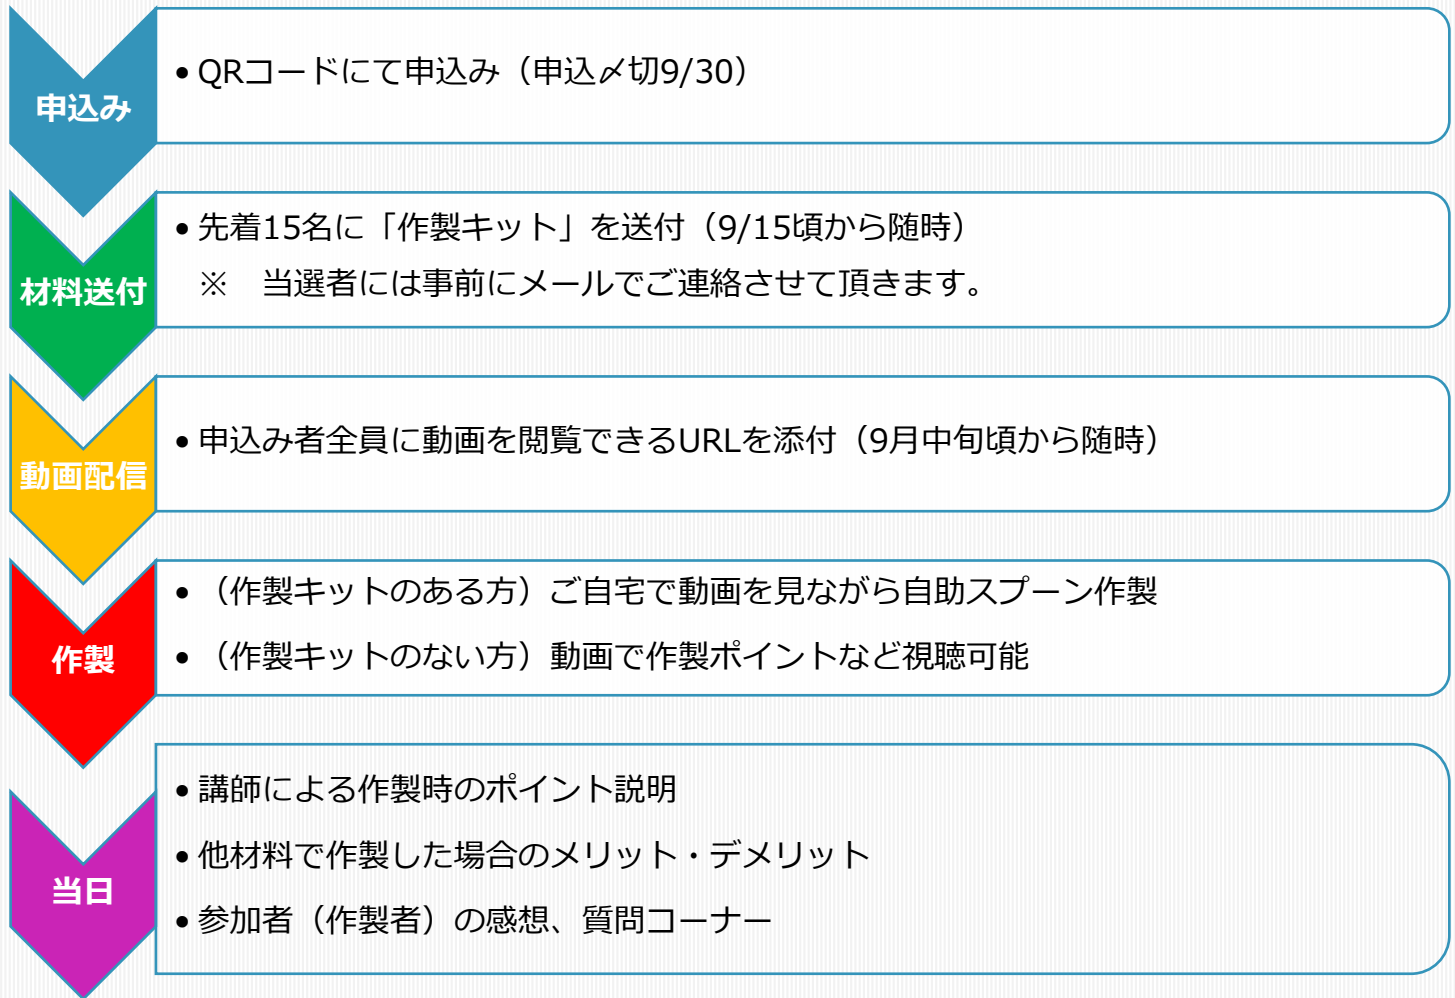 申込み
• QRコードにて申込み（申込〆切9/30）
材料送付
• 先着15名に「作製キット」を送付（9/15頃から随時）
※　当選者には事前にメールでご連絡させて頂きます。
動画配信
• 申込み者全員に動画を閲覧できるURLを添付（9月中旬頃から随時）
作製
• （作製キットのある方）ご自宅で動画を見ながら自助スプーン作製
• （作製キットのない方）動画で作製ポイントなど視聴可能
当日
• 講師による作製時のポイント説明
• 他材料で作製した場合のメリット・デメリット
• 参加者（作製者）の感想、質問コーナー